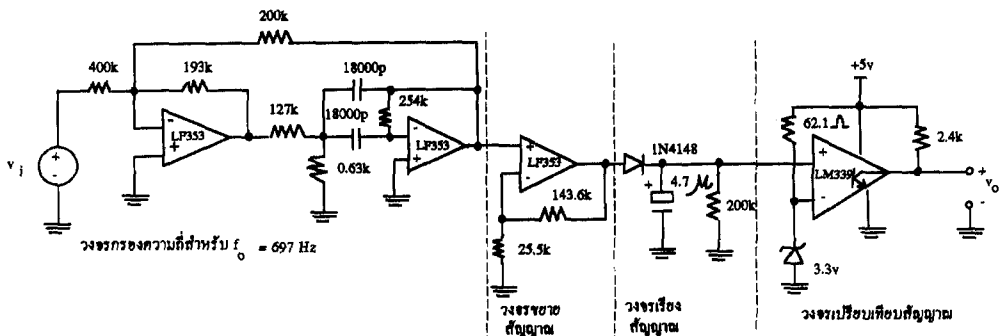 200k
400k
193k
18000p
18000p
254k
127k
0.63k
LF353
LF353
v i
+
-
วงจรกรองความถี่สำหรับ f o = 697 Hz
LF353
143.6k
25.5k
วงจรขยาย
สัญญาณ
1N4148
4.7 μ
200k
วงจรเรียง
สัญญาณ
+5v
62.1 Ω
2.4k
LM339
3.3v
+
v o
-
วงจรเปรียบเทียบสัญญาณ